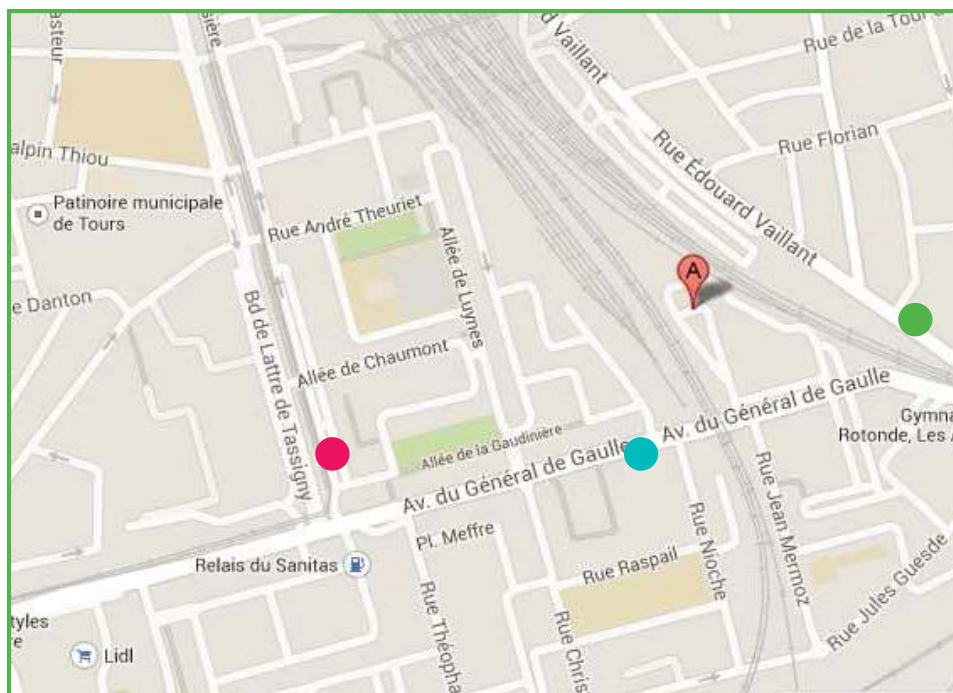 asteur
sière
d Vaillant
Rue de la Tour d
Rue Florian
alpin Thiou
Rue Édouard Vaillant
Patinoire municipale
de Tours
Rue André Theuriet
Allée de Luynes
A
e Danton
Bd de Lattre de Tassigny
Allée de Chaumont
Av. du Général de Gaulle
Gymna
Rotonde, Les A
Allée de la Gaudinière
Av. du Général de Gaulle
Rue Jean Mermoz
Rue Nioche
Pl. Meffre
Relais du Sanitas
Rue Raspail
Rue Jules Guesde
Rue Théopha
Rue Chris
tyles
re
Lidl